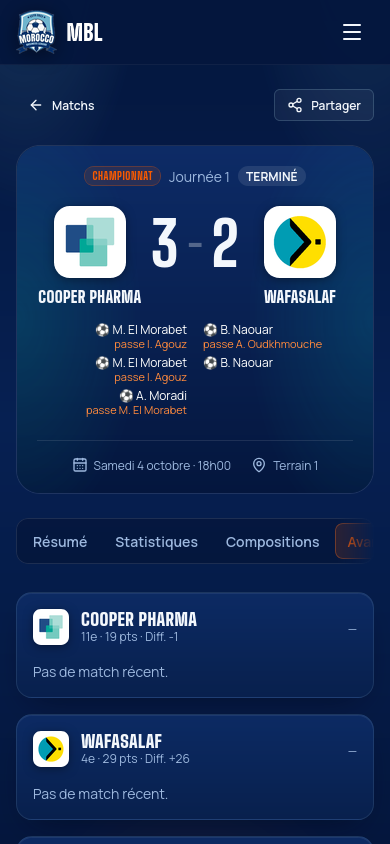 MOROCCO
MBL
Matchs
Partager
CHAMPIONNAT Journée 1 TERMINÉ
3 - 2
COOPER PHARMA WAFASALAF
M. El Morabet B. Naouar
passe I. Agouz passe A. Oudkhmouche
M. El Morabet B. Naouar
passe I. Agouz
A. Moradi
passe M. El Morabet
Samedi 4 octobre · 18h00 Terrain 1
Résumé Statistiques Compositions Ava
COOPER PHARMA
11e · 19 pts · Diff. -1
—
Pas de match récent.
WAFASALAF
4e · 29 pts · Diff. +26
—
Pas de match récent.